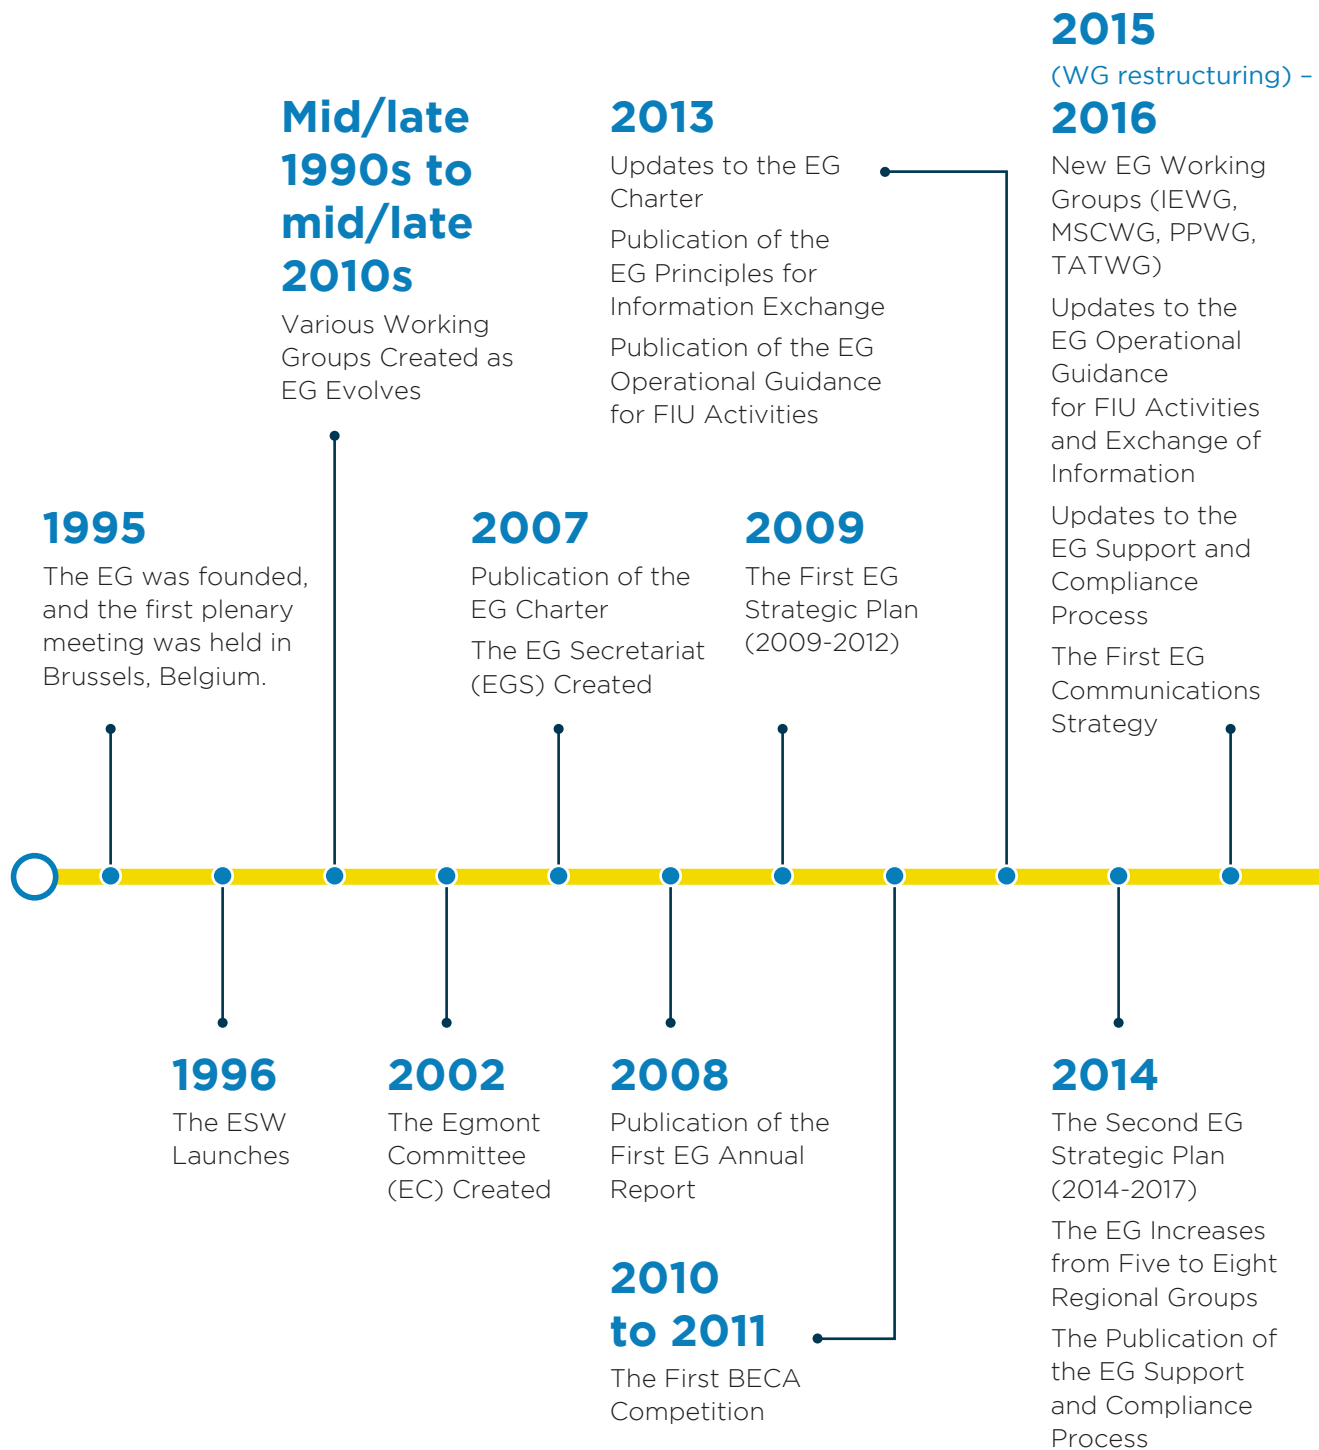 1995
The EG was founded,
and the first plenary
meeting was held in
Brussels, Belgium.
1996
The ESW
Launches
Mid/late
1990s to
mid/late
2010s
Various Working
Groups Created as
EG Evolves
2002
The Egmont
Committee
(EC) Created
2007
Publication of the
EG Charter
The EG Secretariat
(EGS) Created
2008
Publication of the
First EG Annual
Report
2009
The First EG
Strategic Plan
(2009-2012)
2010
to 2011
The First BECA
Competition
2013
Updates to the EG
Charter
Publication of the
EG Principles for
Information Exchange
Publication of the EG
Operational Guidance
for FIU Activities
2014
The Second EG
Strategic Plan
(2014-2017)
The EG Increases
from Five to Eight
Regional Groups
The Publication of
the EG Support
and Compliance
Process
2015
(WG restructuring) –
2016
New EG Working
Groups (IEWG,
MSCWG, PPWG,
TATWG)
Updates to the
EG Operational
Guidance
for FIU Activities
and Exchange of
Information
Updates to the
EG Support and
Compliance
Process
The First EG
Communications
Strategy